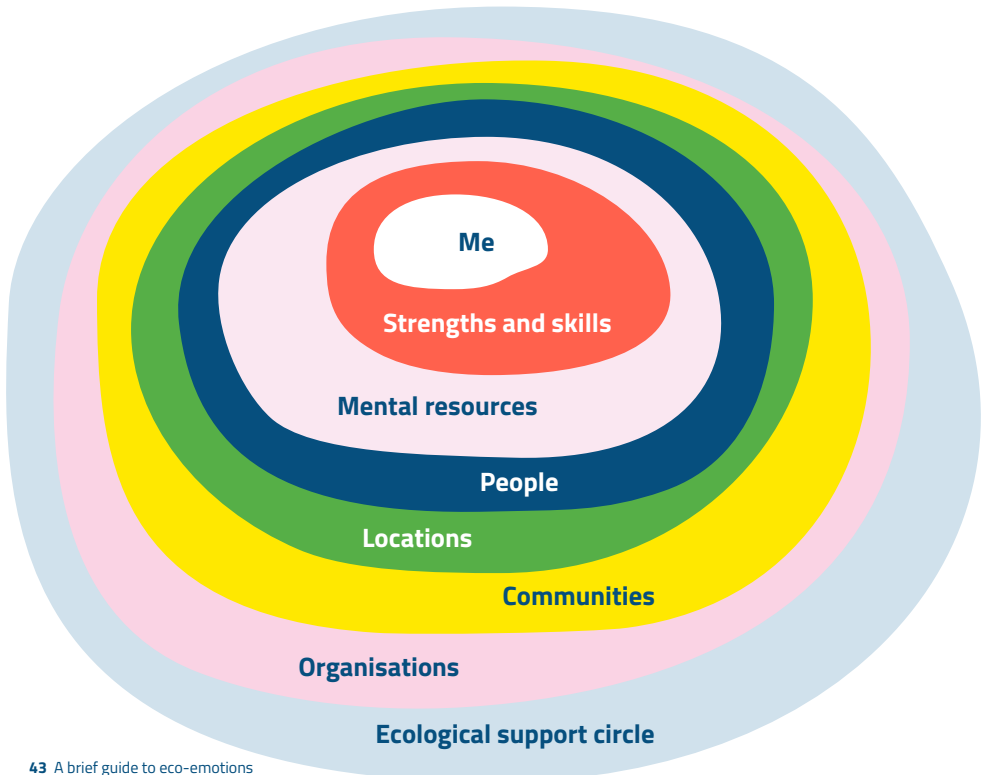 Me
Strengths and skills
Mental resources
People
Locations
Communities
Organisations
Ecological support circle
43 A brief guide to eco-emotions